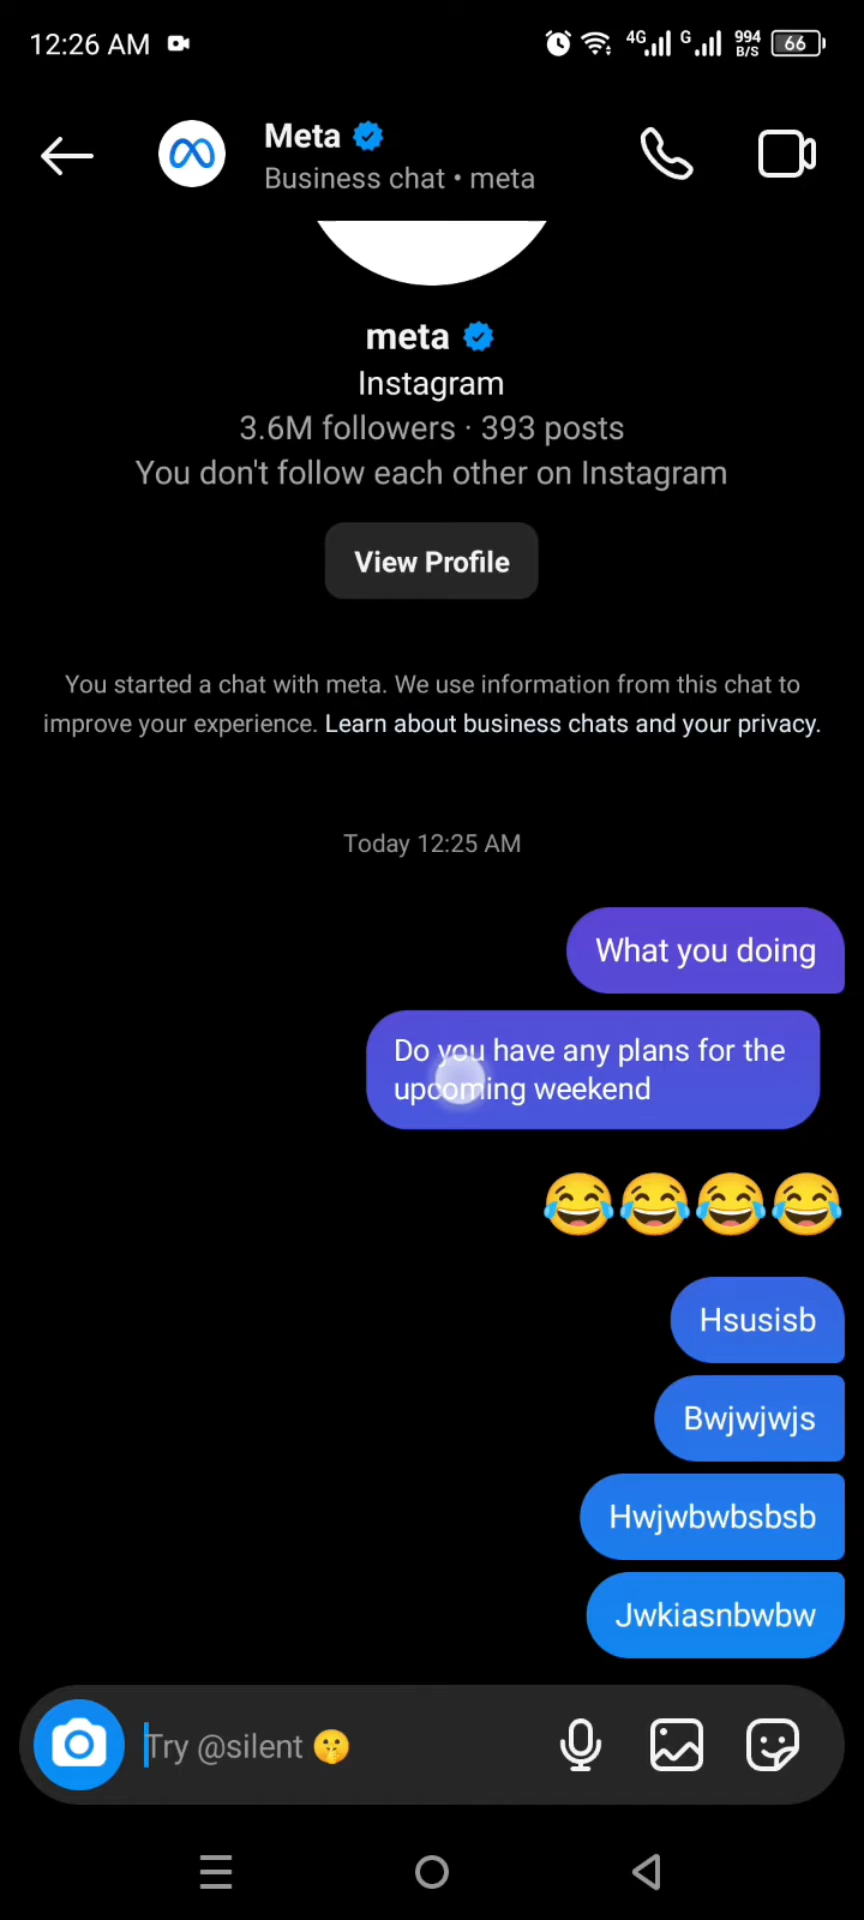 12:26 AM
4G G 994 B/S 66
Meta
Business chat • meta
meta
Instagram
3.6M followers · 393 posts
You don't follow each other on Instagram
View Profile
You started a chat with meta. We use information from this chat to
improve your experience. Learn about business chats and your privacy.
Today 12:25 AM
What you doing
Do you have any plans for the
upcoming weekend
😂😂😂😂
Hsusisb
Bwjwjwjs
Hwjwbwbsbsb
Jwkiasnbwbw
Try @silent 🤫